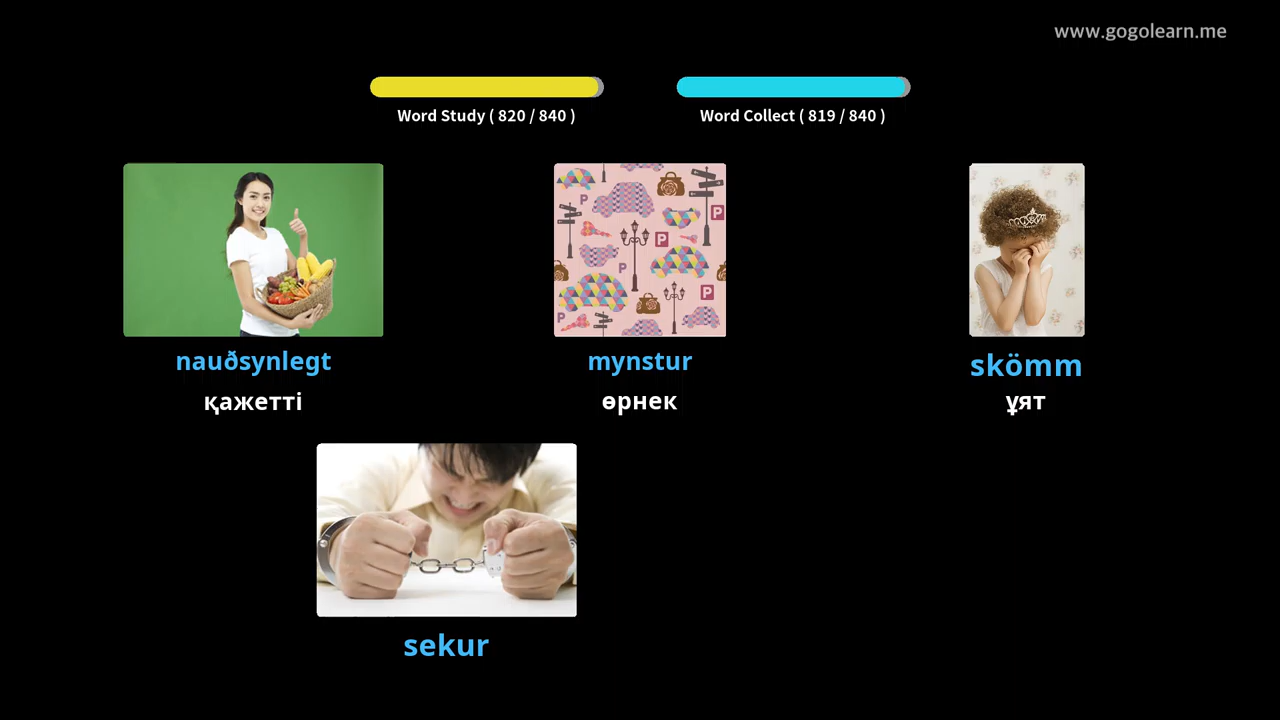 www.gogolearn.me
Word Study ( 820 / 840 )
Word Collect ( 819 / 840 )
nauðsynlegt
mynstur
skömm
қажетті
өрнек
ұят
sekur